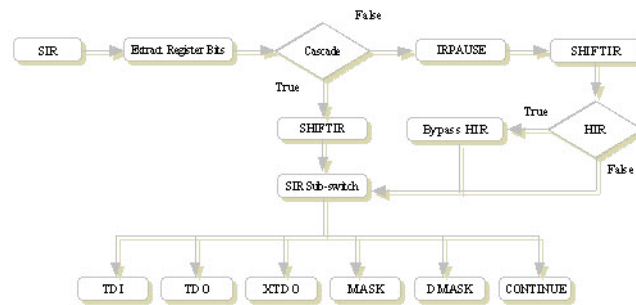 False
SIR
Extract Register Bits
Cascade
IRPAUSE
SHIFTIR
True
True
SHIFTIR
Bypass HIR
HIR
False
SIR Sub-switch
TDI
TDO
XTDO
MASK
DMASK
CONTINUE